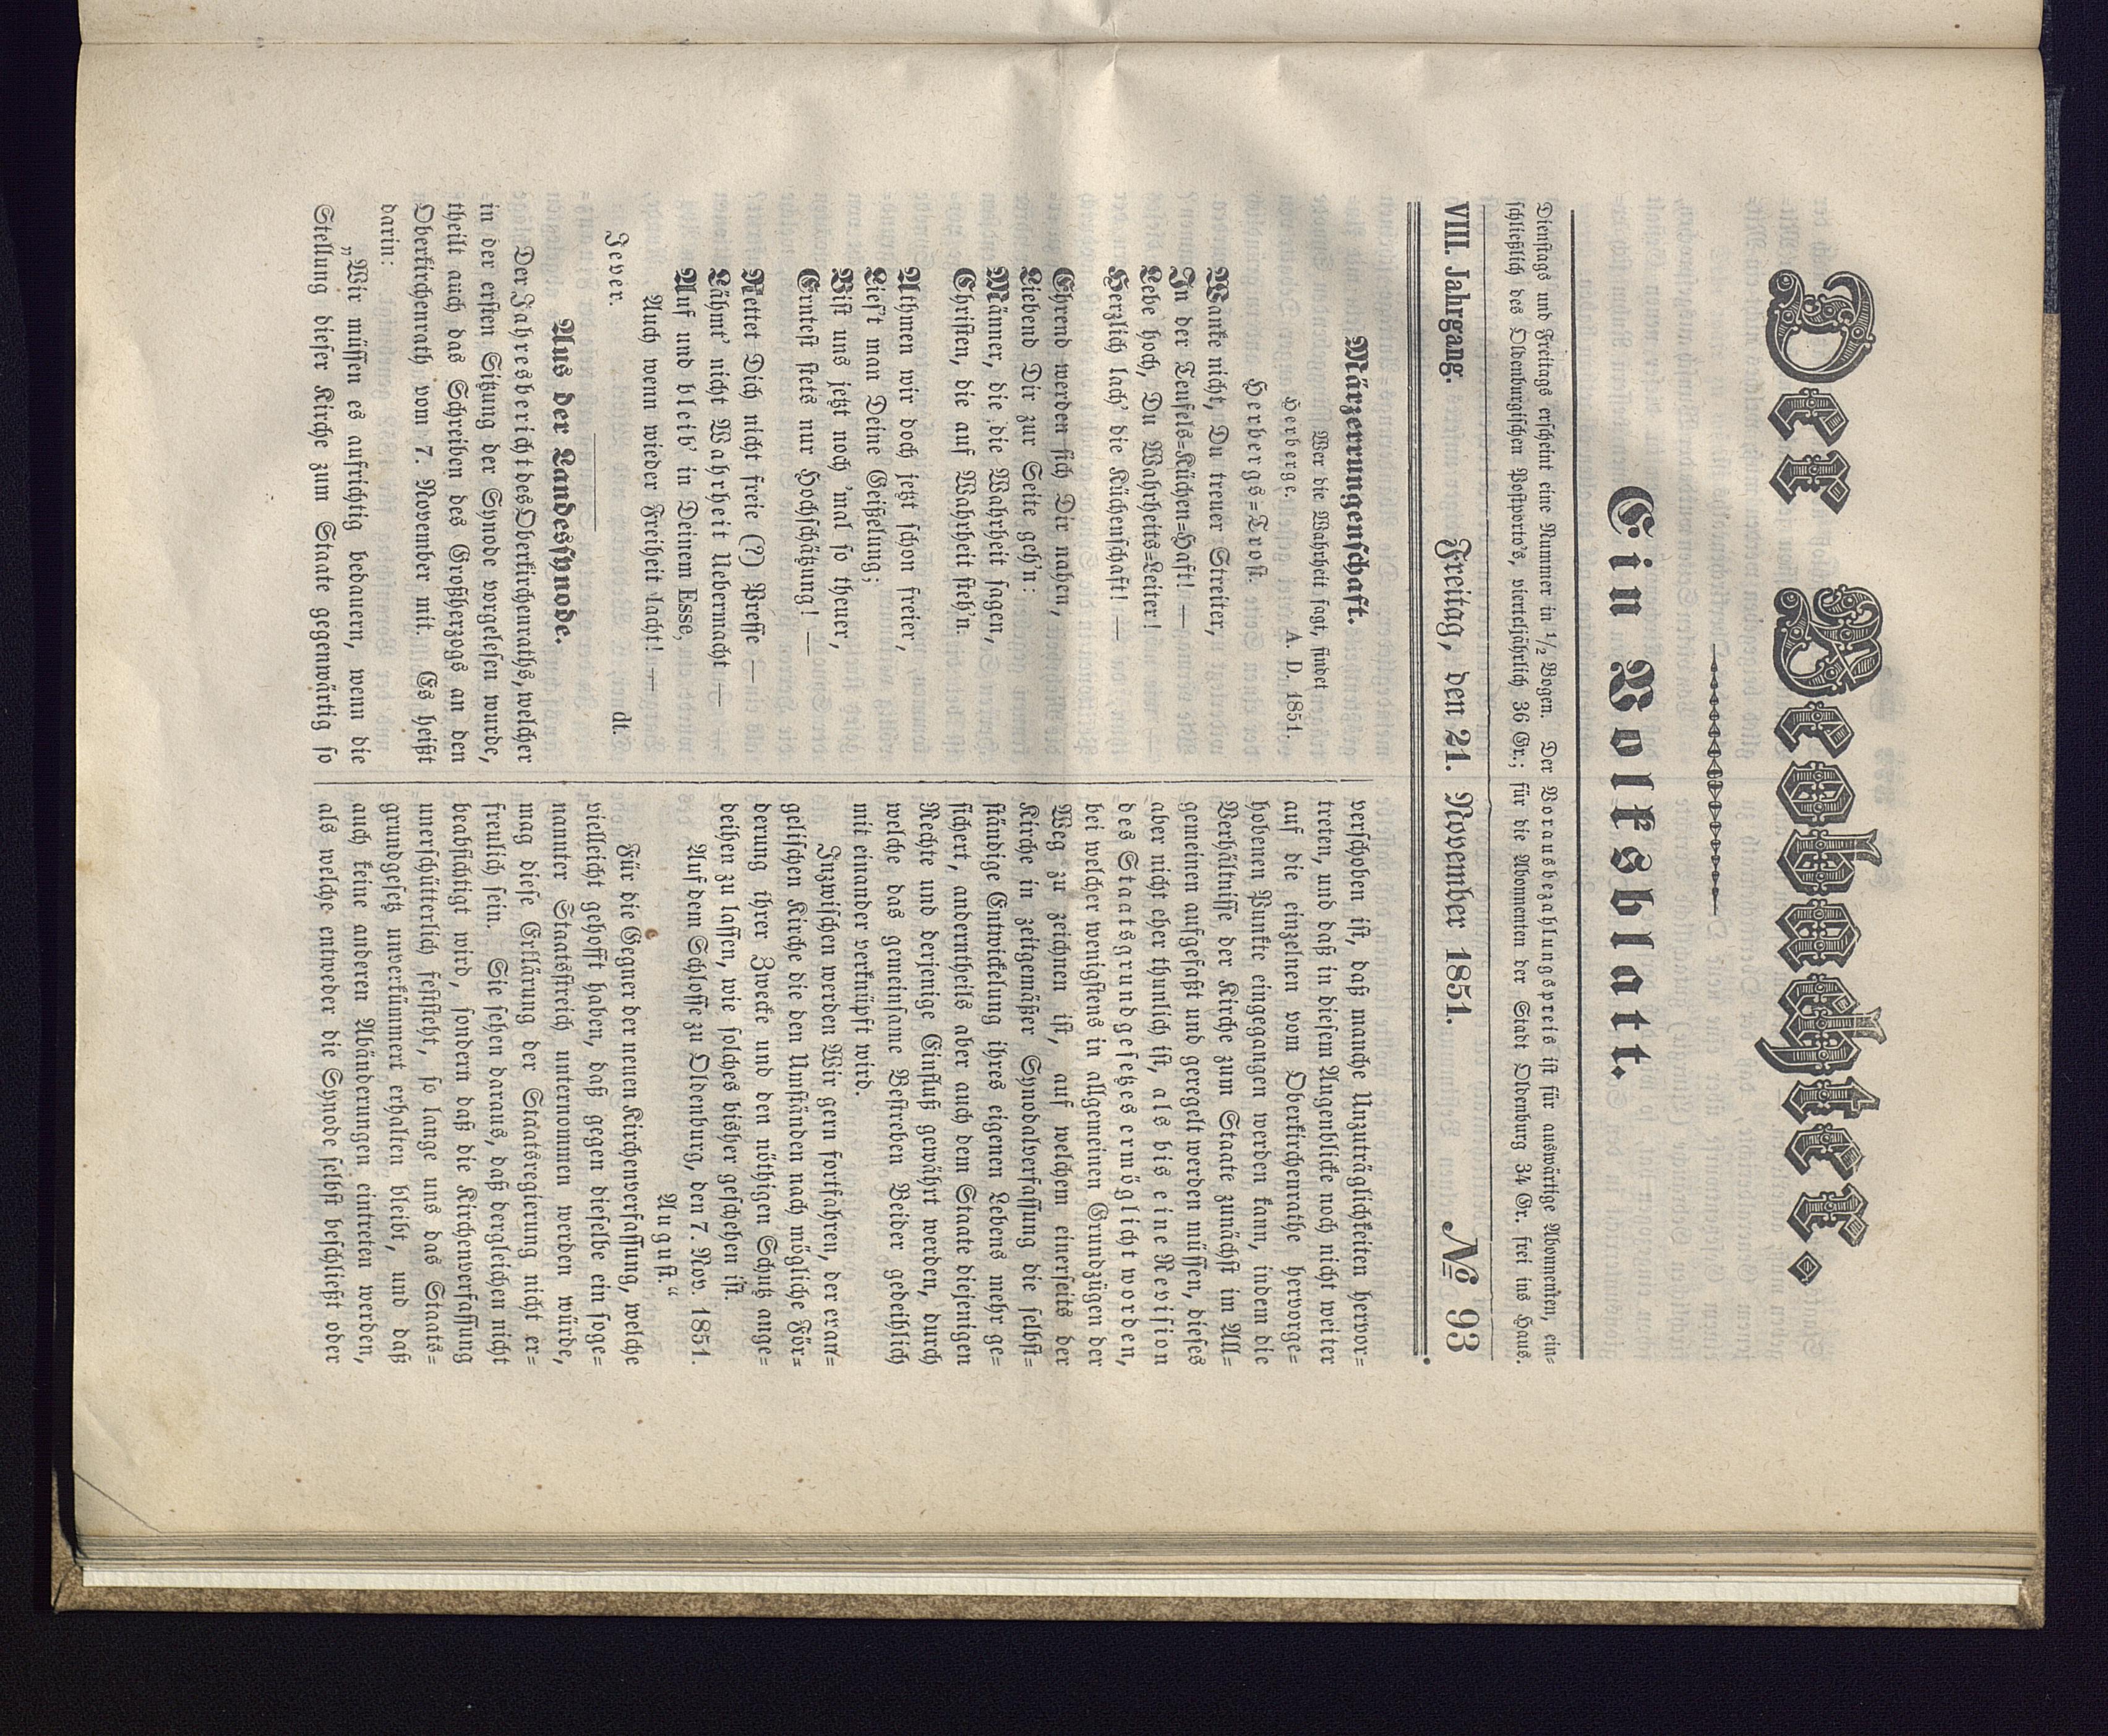 Der Beobachter.
Ein Volksblatt.
Dienstags und Freitags erscheint eine Nummer in ½ Bogen. Der Vorausbezahlungspreis ist für auswärtige Abonnenten, ein=
schließlich des Oldenburgischen Postporto's, vierteljährlich 36 Gr.; für die Abonnenten der Stadt Oldenburg 34 Gr. frei ins Haus.
VIII. Jahrgang. Freitag, den 21. November 1851. № 93
Märzerrungenschaft.
Wer die Wahrheit sagt, findet
Herberge. A. D. 1851.
Herbergs=Trost.
Wanke nicht, Du treuer Streiter,
In der Teufels=Küchen=Haft! —
Lebe hoch, Du Wahrheits=Leiter!
Herzlich lach' die Küchenschaft! —
Ehrend werden sich Dir nahen,
Liebend Dir zur Seite geh'n:
Männer, die die Wahrheit sagen,
Christen, die auf Wahrheit steh'n.
Athmen wir doch jetzt schon freier,
Lies't man Deine Geißelung;
Bist uns jetzt noch 'mal so theuer,
Erntest stets nur Hochschätzung! —
Rettet Dich nicht freie (?) Presse —
Lähmt' nicht Wahrheit Uebermacht —
Auf und bleib' in Deinem Esse,
Auch wenn wieder Freiheit lacht! —
Jever. dt.
Aus der Landessynode.
Der Jahresbericht des Oberkirchenraths, welcher
in der ersten Sitzung der Synode vorgelesen wurde,
theilt auch das Schreiben des Großherzogs an den
Oberkirchenrath vom 7. November mit. Es heißt
darin:
„Wir müssen es aufrichtig bedauern, wenn die
Stellung dieser Kirche zum Staate gegenwärtig so
verschoben ist, daß manche Unzuträglichkeiten hervor=
treten, und daß in diesem Augenblicke noch nicht weiter
auf die einzelnen vom Oberkirchenrathe hervorge=
hobenen Punkte eingegangen werden kann, indem die
Verhältnisse der Kirche zum Staate zunächst im All=
gemeinen aufgefaßt und geregelt werden müssen, dieses
aber nicht eher thunlich ist, als bis eine Revision
des Staatsgrundgesetzes ermöglicht worden,
bei welcher wenigstens in allgemeinen Grundzügen der
Weg zu zeichnen ist, auf welchem einerseits der
Kirche in zeitgemäßer Synodalverfassung die selbst=
ständige Entwickelung ihres eigenen Lebens mehr ge=
sichert, anderntheils aber auch dem Staate diejenigen
Rechte und derjenige Einfluß gewährt werden, durch
welche das gemeinsame Bestreben Beider gedeihlich
mit einander verknüpft wird.
Inzwischen werden Wir gern fortfahren, der evan=
gelischen Kirche die den Umständen nach mögliche För=
derung ihrer Zwecke und den nöthigen Schutz ange=
deihen zu lassen, wie solches bisher geschehen ist.
Auf dem Schlosse zu Oldenburg, den 7. Nov. 1851.
August."
Für die Gegner der neuen Kirchenverfassung, welche
vielleicht gehofft haben, daß gegen dieselbe ein soge=
nannter Staatsstreich unternommen werden würde,
mag diese Erklärung der Staatsregierung nicht er=
freulich sein. Sie sehen daraus, daß dergleichen nicht
beabsichtigt wird, sondern daß die Kirchenverfassung
unerschütterlich feststeht, so lange uns das Staats=
grundgesetz unverkümmert erhalten bleibt, und daß
auch keine anderen Abänderungen eintreten werden,
als welche entweder die Synode selbst beschließt oder